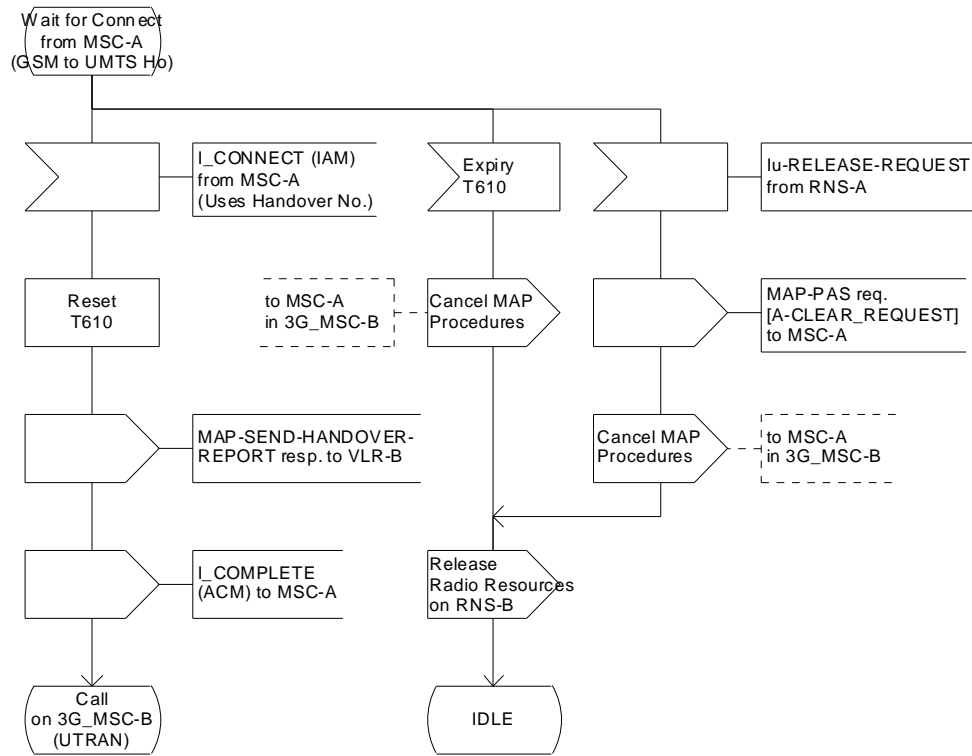 Wait for Connect
from MSC-A
(GSM to UMTS Ho)
I_CONNECT (IAM)
from MSC-A
(Uses Handover No.)
Expiry
T610
Iu-RELEASE-REQUEST
from RNS-A
Reset
T610
to MSC-A
in 3G_MSC-B
Cancel MAP
Procedures
MAP-PAS req.
[A-CLEAR_REQUEST]
to MSC-A
MAP-SEND-HANDOVER-
REPORT resp. to VLR-B
Cancel MAP
Procedures
to MSC-A
in 3G_MSC-B
I_COMPLETE
(ACM) to MSC-A
Release
Radio Resources
on RNS-B
Call
on 3G_MSC-B
(UTRAN)
IDLE